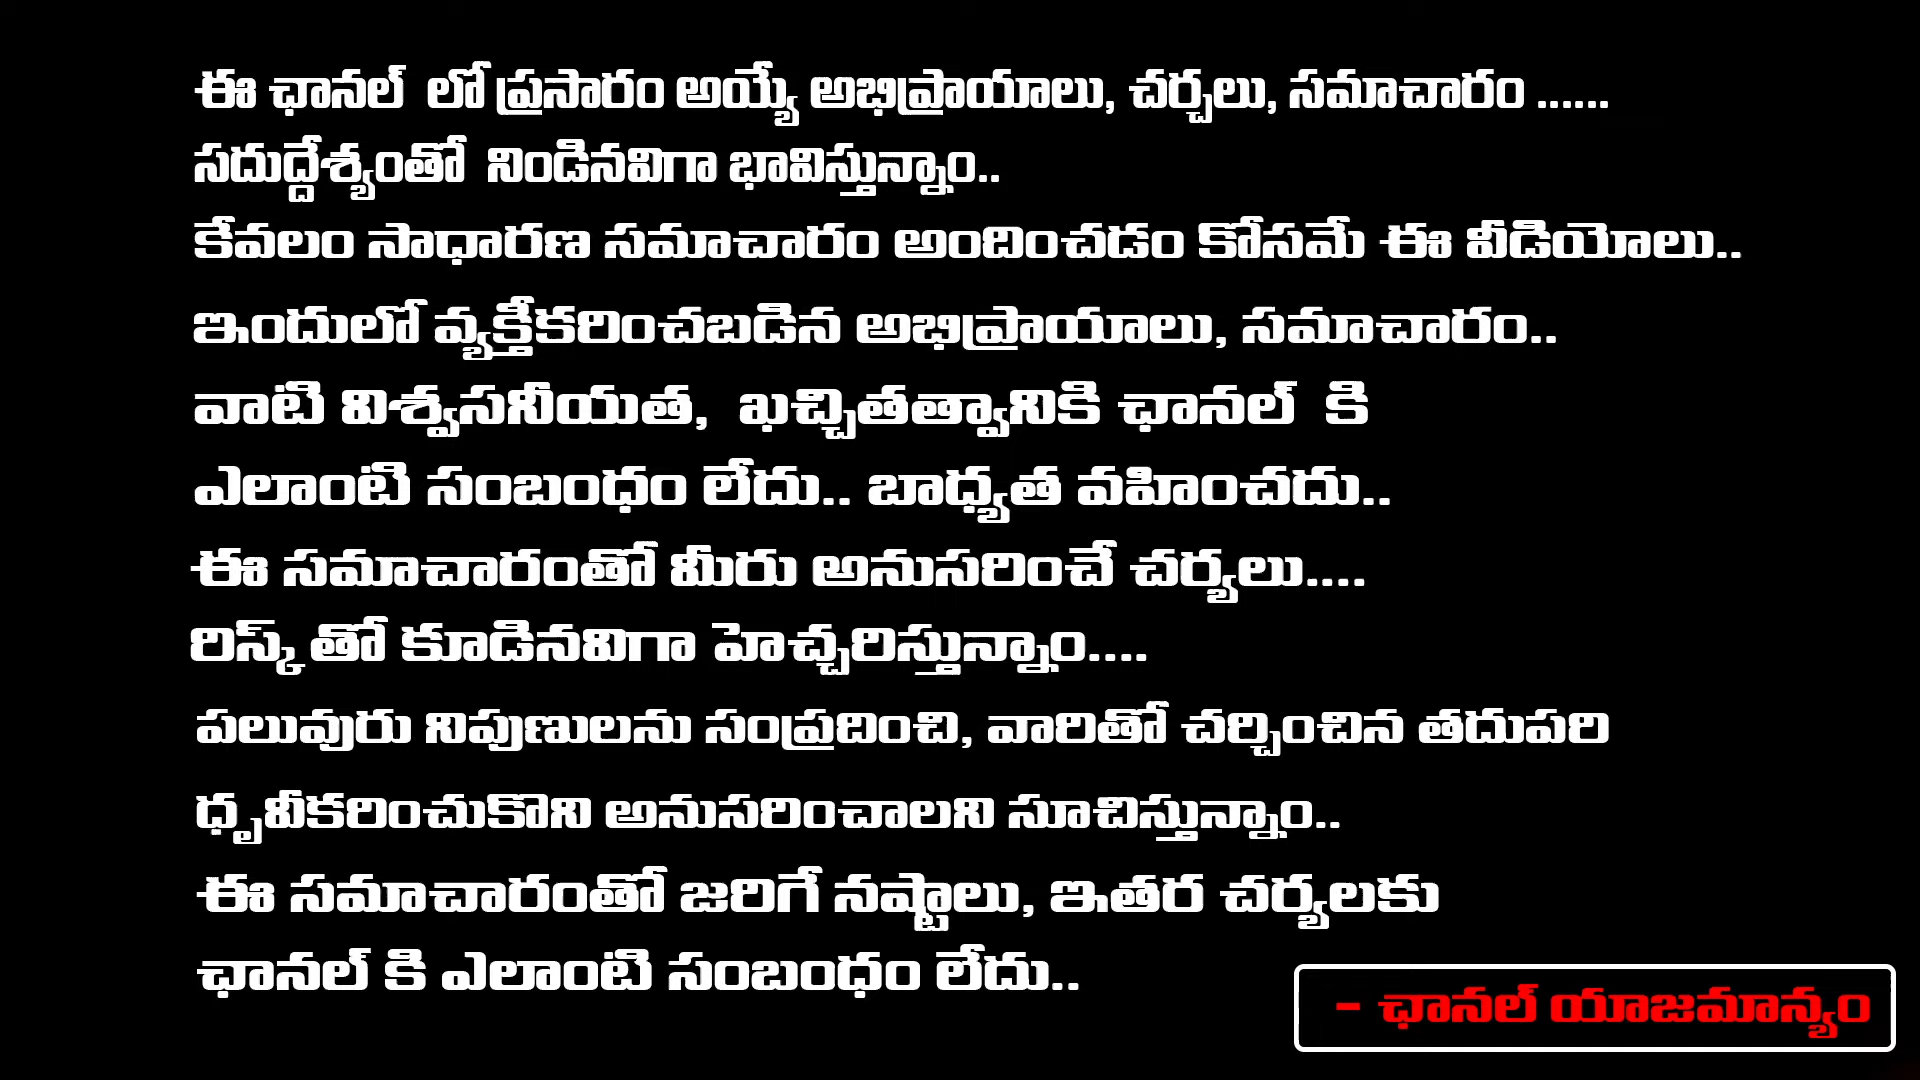 ఈ ఛానల్ లో ప్రసారం అయ్యే అభిప్రాయాలు, చర్చలు, సమాచారం ......
సదుద్దేశ్యంతో నిండినవిగా భావిస్తున్నాం..
కేవలం సాధారణ సమాచారం అందించడం కోసమే ఈ వీడియోలు..
ఇందులో వ్యక్తీకరించబడిన అభిప్రాయాలు, సమాచారం..
వాటి విశ్వసనీయత, ఖచ్చితత్వానికి ఛానల్ కి
ఎలాంటి సంబంధం లేదు.. బాధ్యత వహించదు..
ఈ సమాచారంతో మీరు అనుసరించే చర్యలు....
రిస్క్ తో కూడినవిగా హెచ్చరిస్తున్నాం....
పలువురు నిపుణులను సంప్రదించి, వారితో చర్చించిన తదుపరి
ధృవీకరించుకొని అనుసరించాలని సూచిస్తున్నాం..
ఈ సమాచారంతో జరిగే నష్టాలు, ఇతర చర్యలకు
ఛానల్ కి ఎలాంటి సంబంధం లేదు..
- ఛానల్ యాజమాన్యం